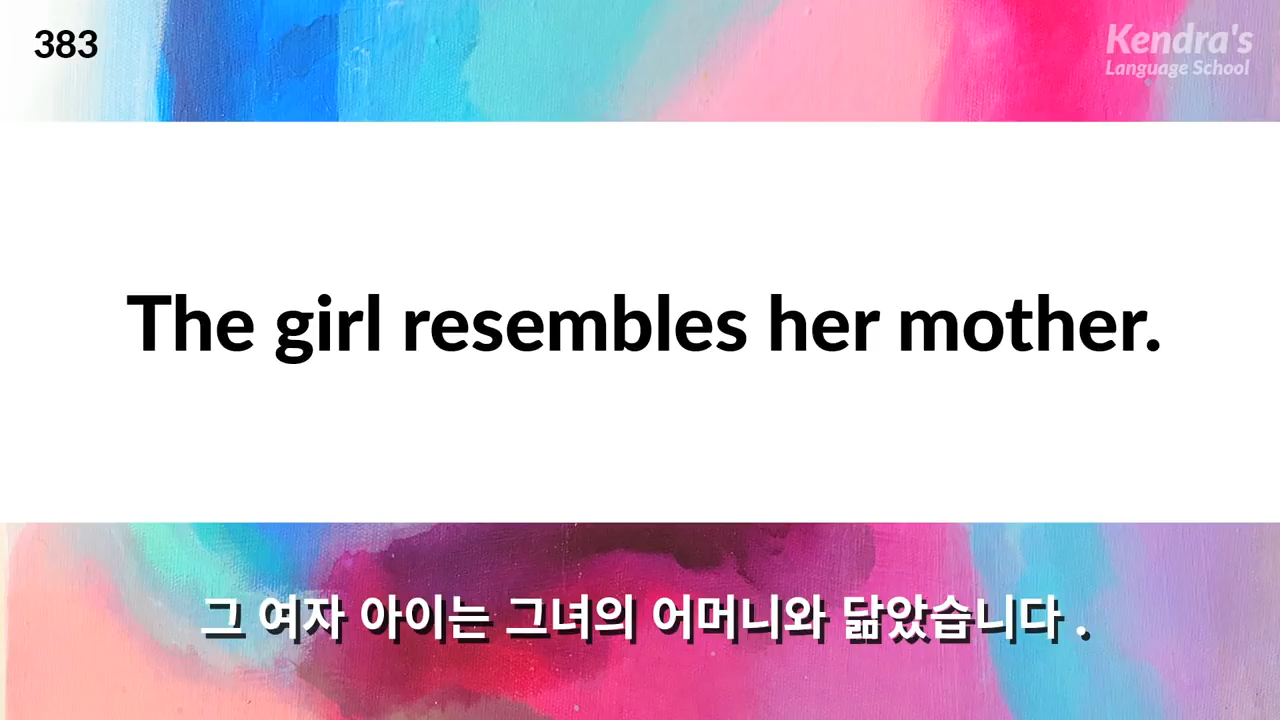 383
Kendra's
Language School
The girl resembles her mother.
그 여자 아이는 그녀의 어머니와 닮았습니다 .